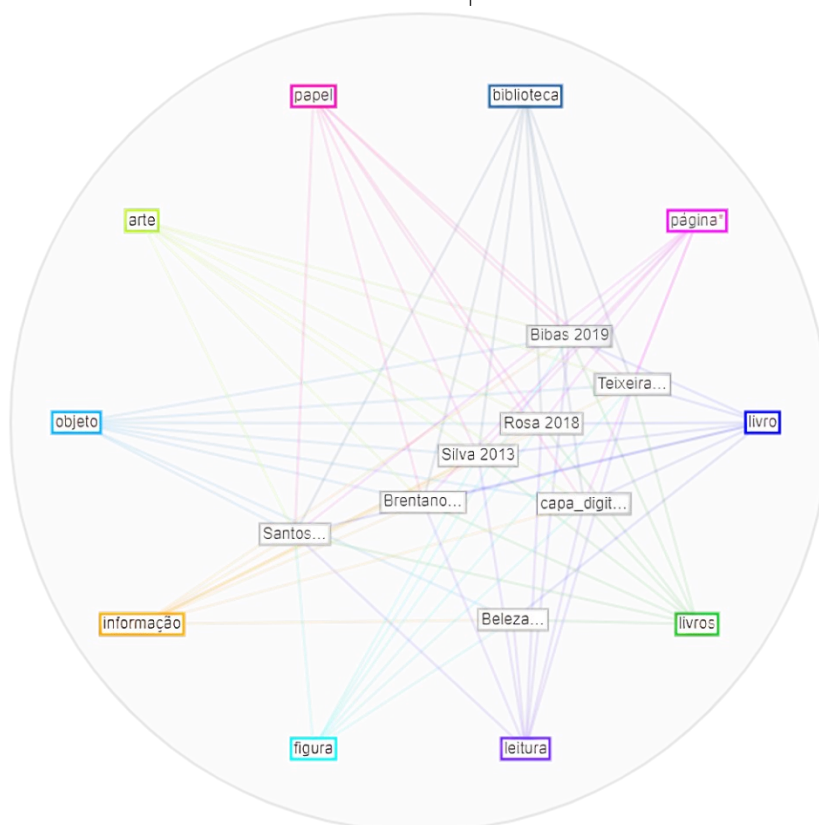 papel
biblioteca
arte
página*
Bibas 2019
Teixeira...
objeto
Rosa 2018
livro
Silva 2013
Brentano...
capa_digit...
Santos...
informação
Beleza...
livros
figura
leitura